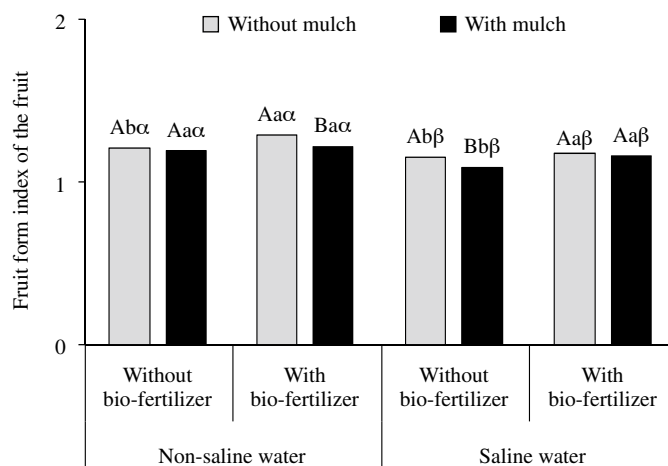 2
Without mulch
With mulch
Fruit form index of the fruit
Abα
Aaα
Aaα
Baα
Abβ
Bbβ
Aaβ
Aaβ
1
0
Without
bio-fertilizer
With
bio-fertilizer
Without
bio-fertilizer
With
bio-fertilizer
Non-saline water
Saline water